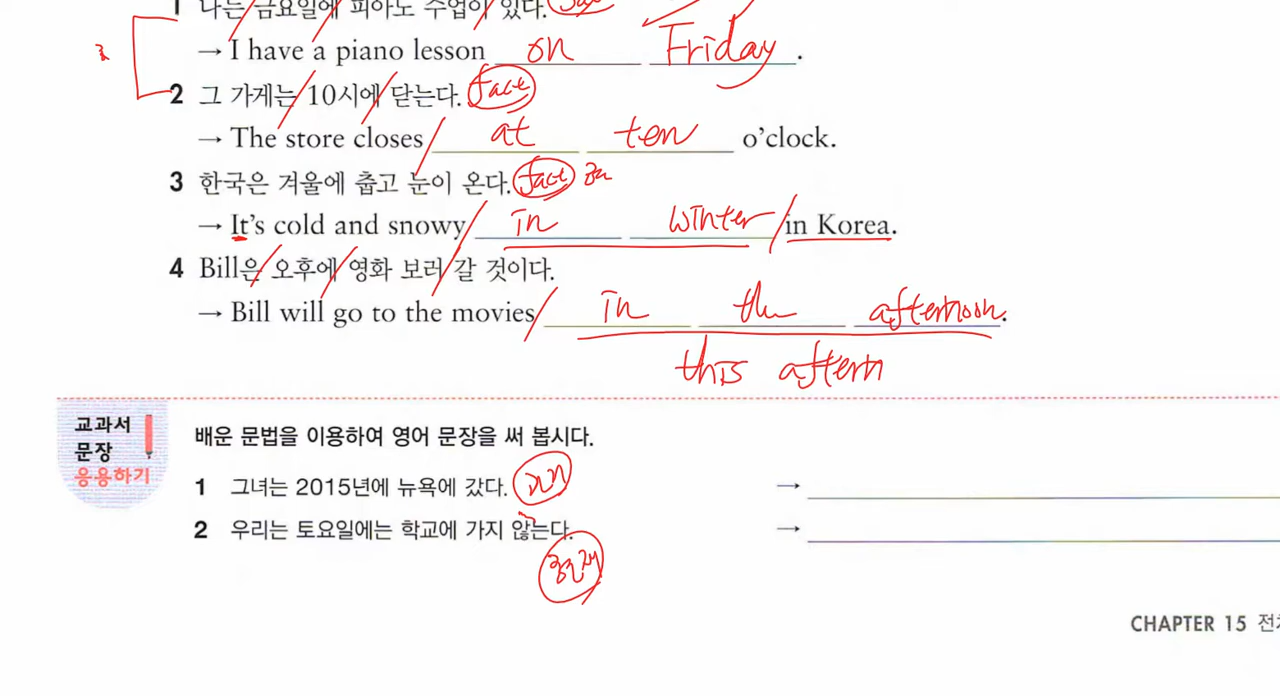 1 나는 금요일에 피아노 수업이 있다. fact
→ I have a piano lesson on Friday.
2 그 가게는 10시에 닫는다. fact
→ The store closes at ten o'clock.
3 한국은 겨울에 춥고 눈이 온다. fact
→ It's cold and snowy in winter in Korea.
4 Bill은 오후에 영화 보러 갈 것이다.
→ Bill will go to the movies in the afternoon.
this aftern
교과서
문장
응용하기
배운 문법을 이용하여 영어 문장을 써 봅시다.
1 그녀는 2015년에 뉴욕에 갔다. →
2 우리는 토요일에는 학교에 가지 않는다. →
CHAPTER 15